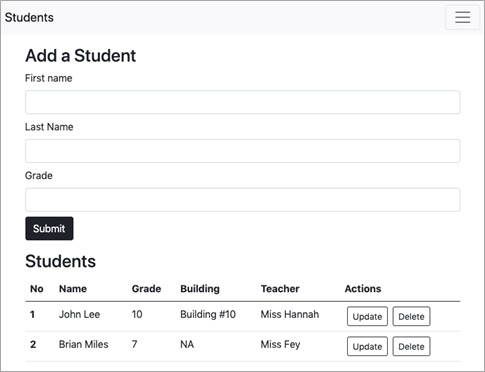 Students
Add a Student
First name
Last Name
Grade
Submit
Students
No Name Grade Building Teacher Actions
1 John Lee 10 Building #10 Miss Hannah Update Delete
2 Brian Miles 7 NA Miss Fey Update Delete